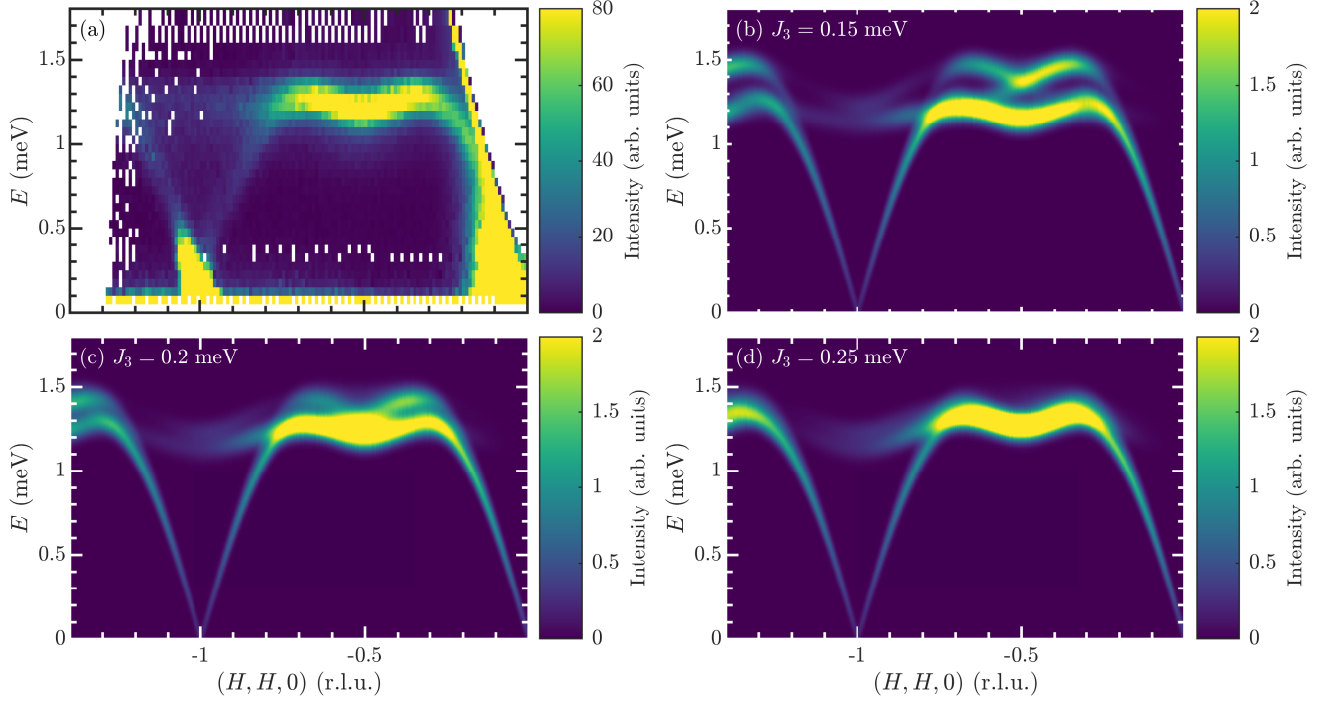 (a)
E (meV)
0
0.5
1
1.5
0
20
40
60
80
Intensity (arb. units)
(b) J₃ = 0.15 meV
E (meV)
0
0.5
1
1.5
0
0.5
1
1.5
2
Intensity (arb. units)
(c) J₃ − 0.2 meV
E (meV)
0
0.5
1
1.5
-1
-0.5
(H, H, 0) (r.l.u.)
0
0.5
1
1.5
2
Intensity (arb. units)
(d) J₃ − 0.25 meV
E (meV)
0
0.5
1
1.5
-1
-0.5
(H, H, 0) (r.l.u.)
0
0.5
1
1.5
2
Intensity (arb. units)